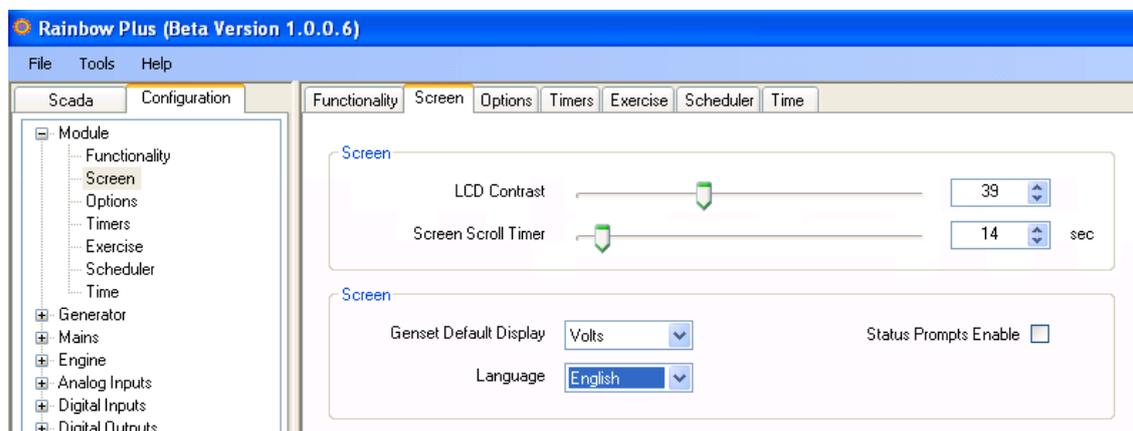 Rainbow Plus (Beta Version 1.0.0.6)
File Tools Help
Scada Configuration
Module
Functionality
Screen
Options
Timers
Exercise
Scheduler
Time
Generator
Mains
Engine
Analog Inputs
Digital Inputs
Digital Outputs
Functionality Screen Options Timers Exercise Scheduler Time
Screen
LCD Contrast 39
Screen Scroll Timer 14 sec
Screen
Genset Default Display Volts Status Prompts Enable
Language English